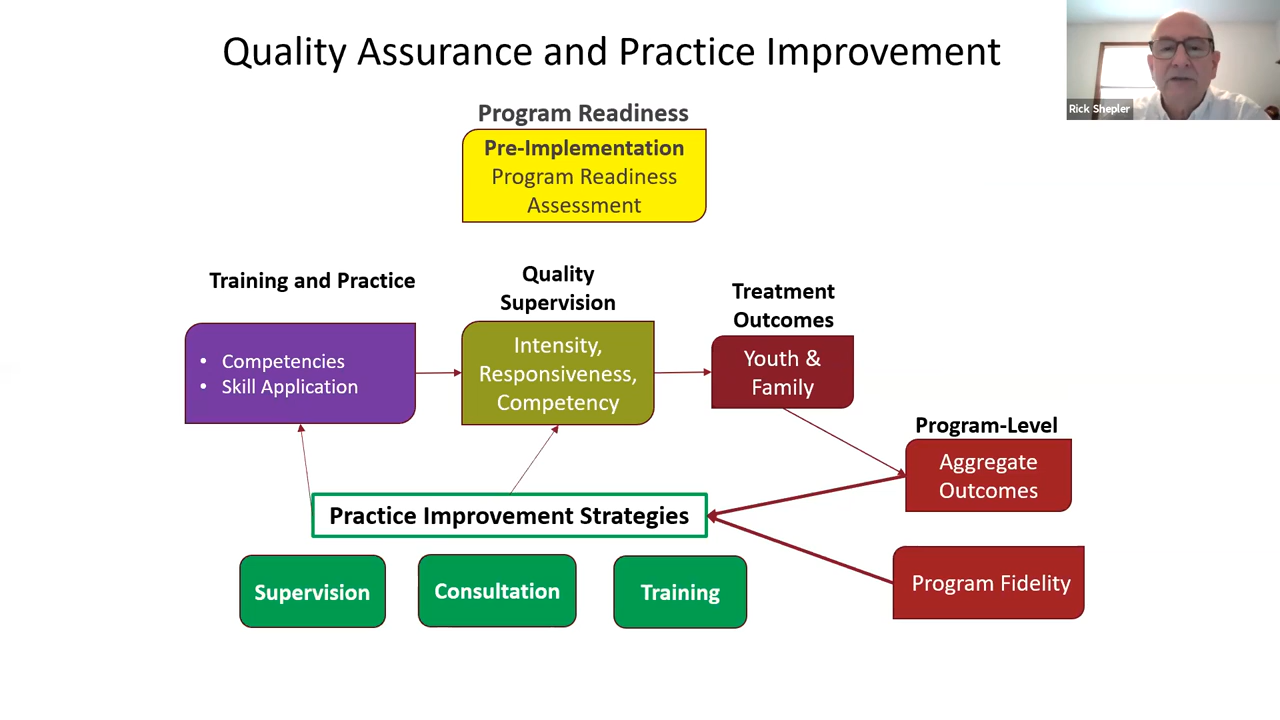 Quality Assurance and Practice Improvement
Rick Shepler
Program Readiness
Pre-Implementation
Program Readiness
Assessment
Training and Practice
• Competencies
• Skill Application
Quality
Supervision
Intensity,
Responsiveness,
Competency
Treatment
Outcomes
Youth &
Family
Program-Level
Aggregate
Outcomes
Practice Improvement Strategies
Program Fidelity
Supervision
Consultation
Training